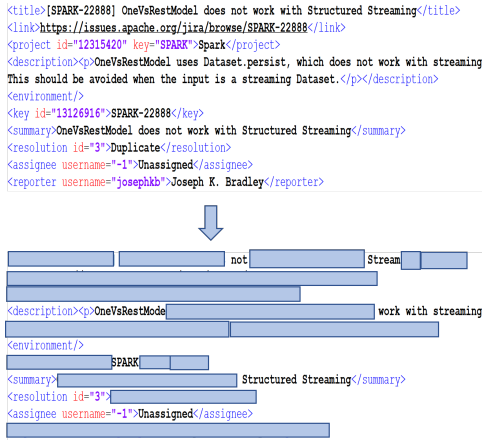 <title>[SPARK-22888] OneVsRestModel does not work with Structured Streaming</title>
<link>https://issues.apache.org/jira/browse/SPARK-22888</link>
<project id="12315420" key="SPARK">Spark</project>
<description><p>OneVsRestModel uses Dataset.persist, which does not work with streaming
This should be avoided when the input is a streaming Dataset.</p></description>
<environment/>
<key id="13126916">SPARK-22888</key>
<summary>OneVsRestModel does not work with Structured Streaming</summary>
<resolution id="3">Duplicate</resolution>
<assignee username="-1">Unassigned</assignee>
<reporter username="josephkb">Joseph K. Bradley</reporter>
not Stream
<description><p>OneVsRestMode work with streaming
<environment/>
SPARK
<summary> Structured Streaming</summary>
<resolution id="3">
<assignee username="-1">Unassigned</assignee>